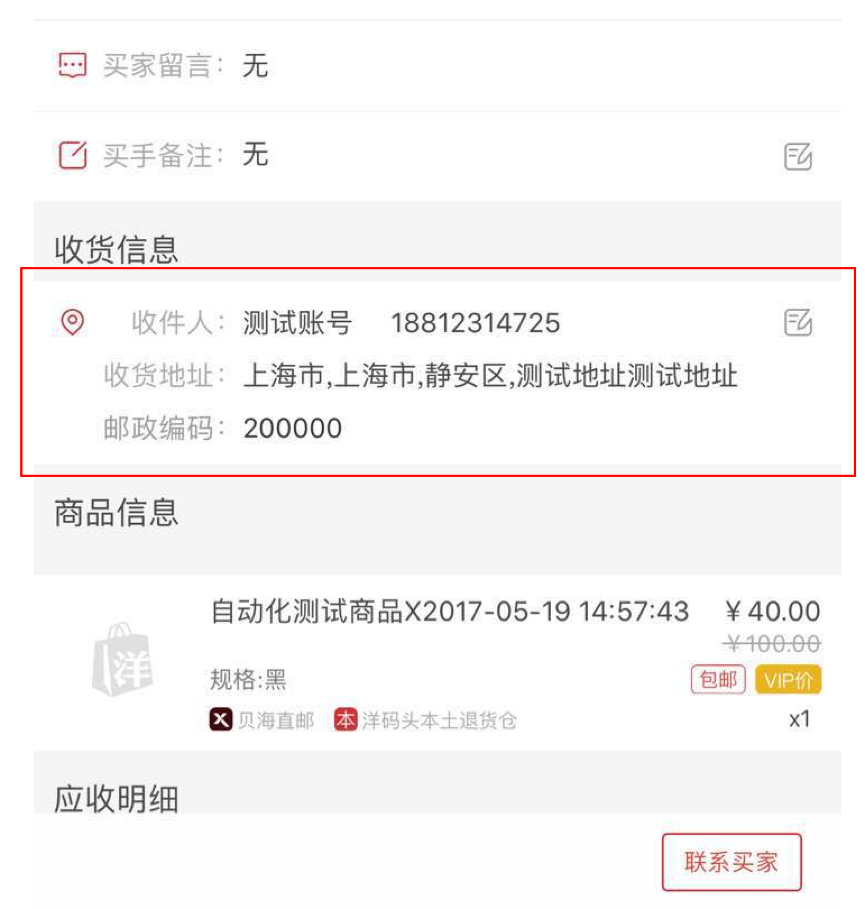 买家留言： 无
买手备注： 无
收货信息
收件人： 测试账号 18812314725
收货地址： 上海市,上海市,静安区,测试地址测试地址
邮政编码： 200000
商品信息
自动化测试商品X2017-05-19 14:57:43 ￥40.00
￥100.00
洋
规格:黑 包邮 VIP价
X 贝海直邮 本 洋码头本土退货仓 x1
应收明细
联系买家